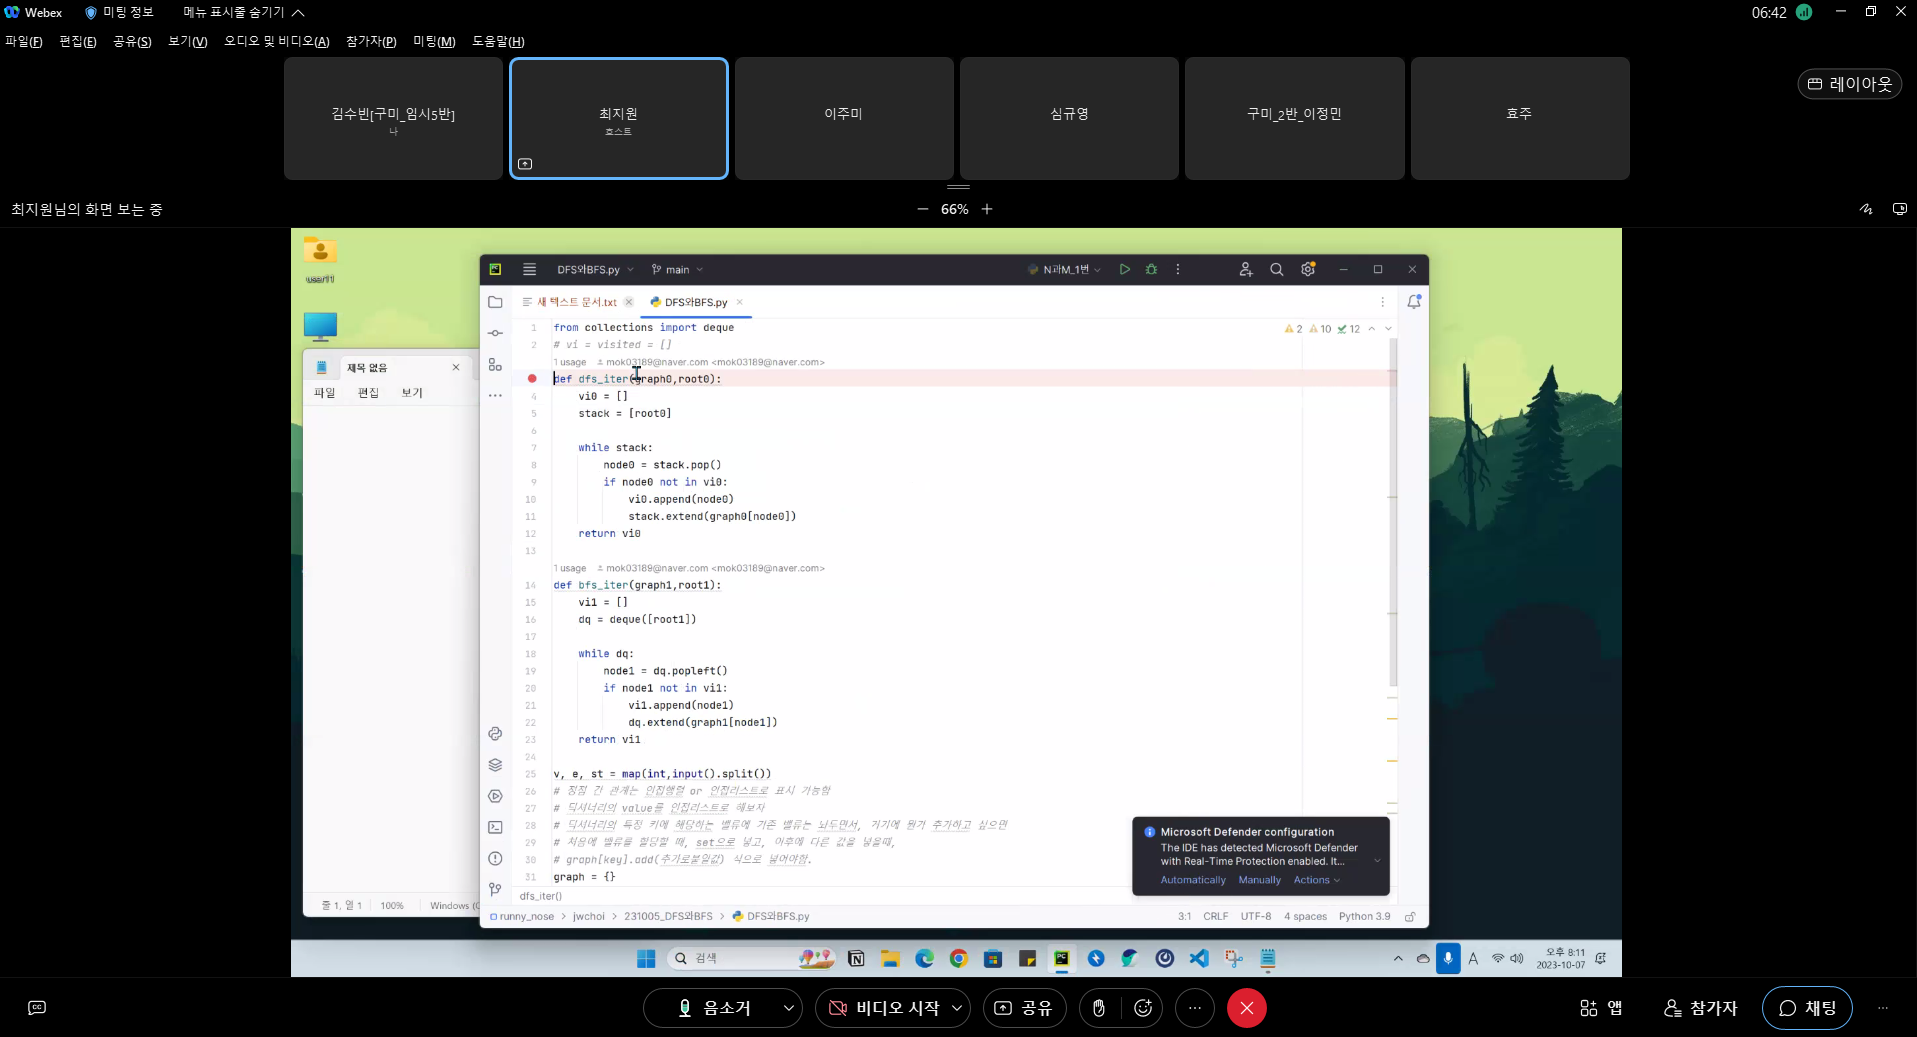 Webex 미팅 정보 메뉴 표시줄 숨기기 06:42
파일(F) 편집(E) 공유(S) 보기(V) 오디오 및 비디오(A) 참가자(P) 미팅(M) 도움말(H)
김수빈[구미_임시5반]
나
최지원
호스트
이주미
심규영
구미_2반_이정민
효주
레이아웃
최지원님의 화면 보는 중
66%
user11
제목 없음
파일 편집 보기
줄 1, 열 1 100% Windows (C
PC DFS와BFS.py main N과M_1번
새 텍스트 문서.txt DFS와BFS.py
2 10 12
1 from collections import deque
2 # vi = visited = []
1 usage mok03189@naver.com <mok03189@naver.com>
def dfs_iter(graph0,root0):
4 vi0 = []
5 stack = [root0]
6
7 while stack:
8 node0 = stack.pop()
9 if node0 not in vi0:
10 vi0.append(node0)
11 stack.extend(graph0[node0])
12 return vi0
13
1 usage mok03189@naver.com <mok03189@naver.com>
14 def bfs_iter(graph1,root1):
15 vi1 = []
16 dq = deque([root1])
17
18 while dq:
19 node1 = dq.popleft()
20 if node1 not in vi1:
21 vi1.append(node1)
22 dq.extend(graph1[node1])
23 return vi1
24
25 v, e, st = map(int,input().split())
26 # 정점 간 관계는 인접행렬 or 인접리스트로 표시 가능함
27 # 딕셔너리의 value를 인접리스트로 해보자
28 # 딕셔너리의 특정 키에 해당하는 밸류에 기존 밸류는 놔두면서, 거기에 뭔가 추가하고 싶으면
29 # 처음에 밸류를 할당할 때, set으로 넣고, 이후에 다른 값을 넣을때,
30 # graph[key].add(추가로붙일값) 식으로 넣어야함.
31 graph = {}
dfs_iter()
Microsoft Defender configuration
The IDE has detected Microsoft Defender
with Real-Time Protection enabled. It...
Automatically Manually Actions
runny_nose > jwchoi > 231005_DFS와BFS > DFS와BFS.py 3:1 CRLF UTF-8 4 spaces Python 3.9
검색
A
오후 8:11
2023-10-07
음소거 비디오 시작 공유 앱 참가자 채팅